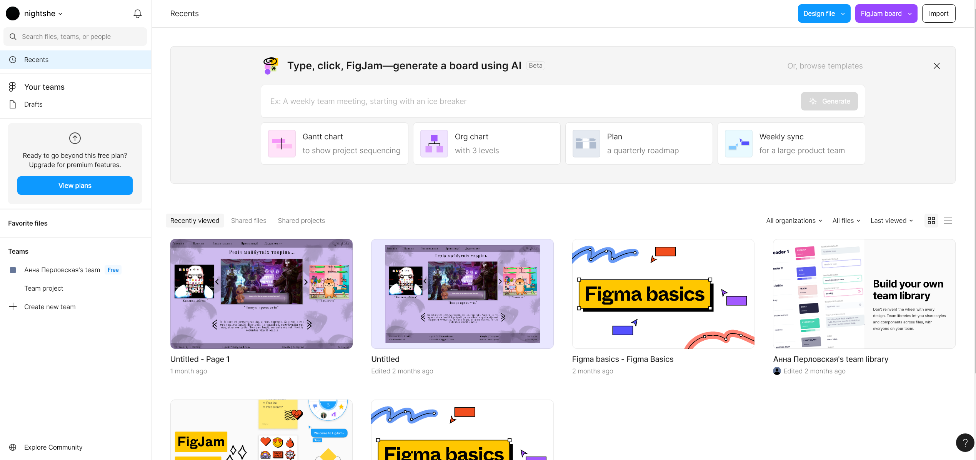 nightshe
Search files, teams, or people
Recents
Your teams
Drafts
Ready to go beyond this free plan?
Upgrade for premium features.
View plans
Favorite files
Teams
Анна Перловская's team Free
Team project
Create new team
Explore Community
Recents
Design file
FigJam board
Import
Type, click, FigJam—generate a board using AI Beta
Or, browse templates
Ex: A weekly team meeting, starting with an ice breaker
Generate
Gantt chart
to show project sequencing
Org chart
with 3 levels
Plan
a quarterly roadmap
Weekly sync
for a large product team
Recently viewed
Shared files
Shared projects
All organizations
All files
Last viewed
Untitled - Page 1
1 month ago
Untitled
Edited 2 months ago
Figma basics
Figma basics - Figma Basics
2 months ago
Build your own
team library
Анна Перловская's team library
Edited 2 months ago
FigJam
Figma basics
?